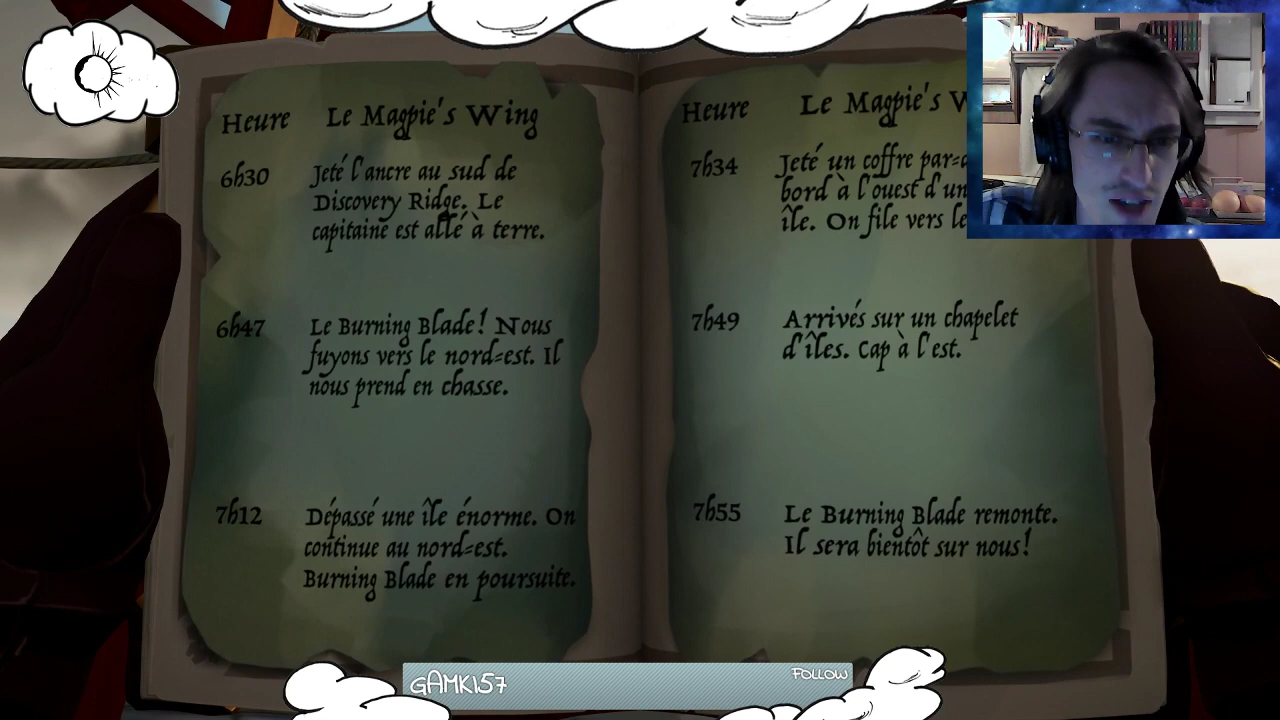 Heure Le Magpie's Wing
6h30 Jeté l'ancre au sud de
Discovery Ridge. Le
capitaine est allé à terre.
6h47 Le Burning Blade! Nous
fuyons vers le nord-est. Il
nous prend en chasse.
7h12 Dépassé une île énorme. On
continue au nord-est.
Burning Blade en poursuite.
Heure Le Magpie's
7h34 Jeté un coffre par-
bord à l'ouest d'un
île. On file vers le
7h49 Arrivés sur un chapelet
d'îles. Cap à l'est.
7h55 Le Burning Blade remonte.
Il sera bientôt sur nous!
GAMK157
FOLLOW